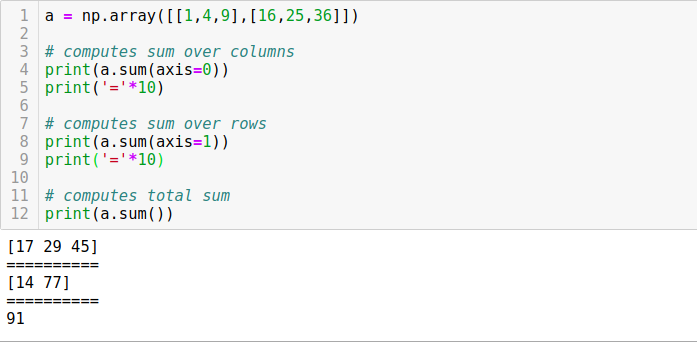 1 a = np.array([[1,4,9],[16,25,36]])
2
3 # computes sum over columns
4 print(a.sum(axis=0))
5 print('='*10)
6
7 # computes sum over rows
8 print(a.sum(axis=1))
9 print('='*10)
10
11 # computes total sum
12 print(a.sum())
[17 29 45]
==========
[14 77]
==========
91